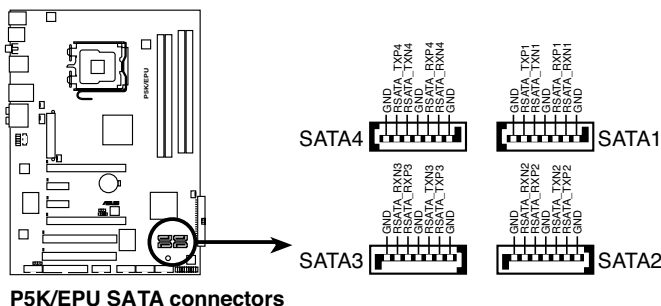 P5K/EPU
GND
RSATA_TXP4
RSATA_TXN4
GND
RSATA_RXP4
RSATA_RXN4
GND
SATA4
GND
RSATA_TXP1
RSATA_TXN1
GND
RSATA_RXP1
RSATA_RXN1
GND
SATA1
GND
RSATA_RXN3
RSATA_RXP3
GND
RSATA_TXN3
RSATA_TXP3
GND
SATA3
GND
RSATA_RXN2
RSATA_RXP2
GND
RSATA_TXN2
RSATA_TXP2
GND
SATA2
P5K/EPU SATA connectors